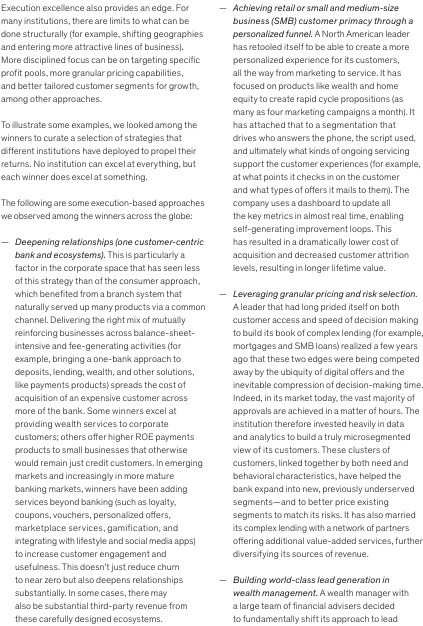 Execution excellence also provides an edge. For
many institutions, there are limits to what can be
done structurally (for example, shifting geographies
and entering more attractive lines of business).
More disciplined focus can be on targeting specific
profit pools, more granular pricing capabilities,
and better tailored customer segments for growth,
among other approaches.
To illustrate some examples, we looked among the
winners to curate a selection of strategies that
different institutions have deployed to propel their
returns. No institution can excel at everything, but
each winner does excel at something.
The following are some execution-based approaches
we observed among the winners across the globe:
— Deepening relationships (one customer-centric
bank and ecosystems). This is particularly a
factor in the corporate space that has seen less
of this strategy than of the consumer approach,
which benefited from a branch system that
naturally served up many products via a common
channel. Delivering the right mix of mutually
reinforcing businesses across balance-sheet-
intensive and fee-generating activities (for
example, bringing a one-bank approach to
deposits, lending, wealth, and other solutions,
like payments products) spreads the cost of
acquisition of an expensive customer across
more of the bank. Some winners excel at
providing wealth services to corporate
customers; others offer higher ROE payments
products to small businesses that otherwise
would remain just credit customers. In emerging
markets and increasingly in more mature
banking markets, winners have been adding
services beyond banking (such as loyalty,
coupons, vouchers, personalized offers,
marketplace services, gamification, and
integrating with lifestyle and social media apps)
to increase customer engagement and
usefulness. This doesn't just reduce churn
to near zero but also deepens relationships
substantially. In some cases, there may
also be substantial third-party revenue from
these carefully designed ecosystems.
— Achieving retail or small and medium-size
business (SMB) customer primacy through a
personalized funnel. A North American leader
has retooled itself to be able to create a more
personalized experience for its customers,
all the way from marketing to service. It has
focused on products like wealth and home
equity to create rapid cycle propositions (as
many as four marketing campaigns a month). It
has attached that to a segmentation that
drives who answers the phone, the script used,
and ultimately what kinds of ongoing servicing
support the customer experiences (for example,
at what points it checks in on the customer
and what types of offers it mails to them). The
company uses a dashboard to update all
the key metrics in almost real time, enabling
self-generating improvement loops. This
has resulted in a dramatically lower cost of
acquisition and decreased customer attrition
levels, resulting in longer lifetime value.
— Leveraging granular pricing and risk selection.
A leader that had long prided itself on both
customer access and speed of decision making
to build its book of complex lending (for example,
mortgages and SMB loans) realized a few years
ago that these two edges were being competed
away by the ubiquity of digital offers and the
inevitable compression of decision-making time.
Indeed, in its market today, the vast majority of
approvals are achieved in a matter of hours. The
institution therefore invested heavily in data
and analytics to build a truly microsegmented
view of its customers. These clusters of
customers, linked together by both need and
behavioral characteristics, have helped the
bank expand into new, previously underserved
segments—and to better price existing
segments to match its risks. It has also married
its complex lending with a network of partners
offering additional value-added services, further
diversifying its sources of revenue.
— Building world-class lead generation in
wealth management. A wealth manager with
a large team of financial advisers decided
to fundamentally shift its approach to lead